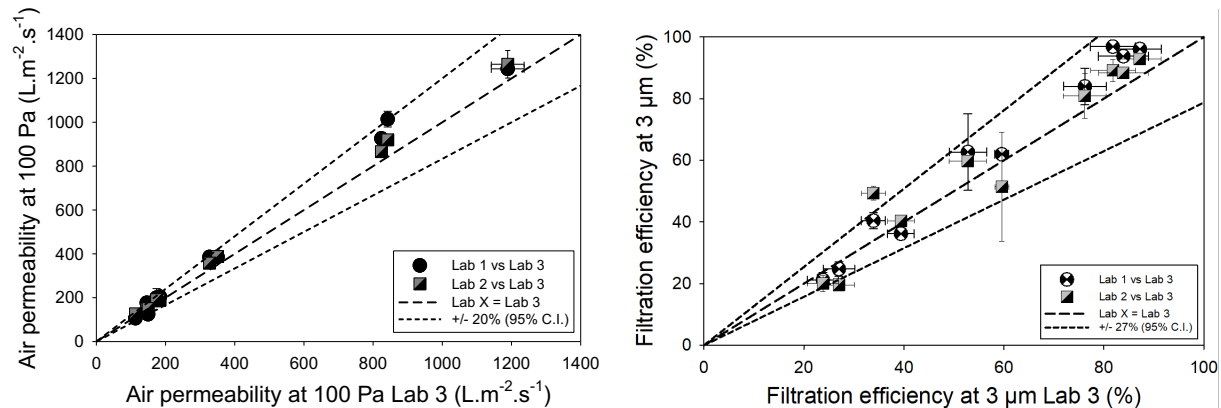 Air permeability at 100 Pa (L.m⁻².s⁻¹)
1400
1200
1000
800
600
400
200
0
Lab 1 vs Lab 3
Lab 2 vs Lab 3
Lab X = Lab 3
+/- 20% (95% C.I.)
0 200 400 600 800 1000 1200 1400
Air permeability at 100 Pa Lab 3 (L.m⁻².s⁻¹)
Filtration efficiency at 3 µm (%)
100
80
60
40
20
0
Lab 1 vs Lab 3
Lab 2 vs Lab 3
Lab X = Lab 3
+/- 27% (95% C.I.)
0 20 40 60 80 100
Filtration efficiency at 3 µm Lab 3 (%)